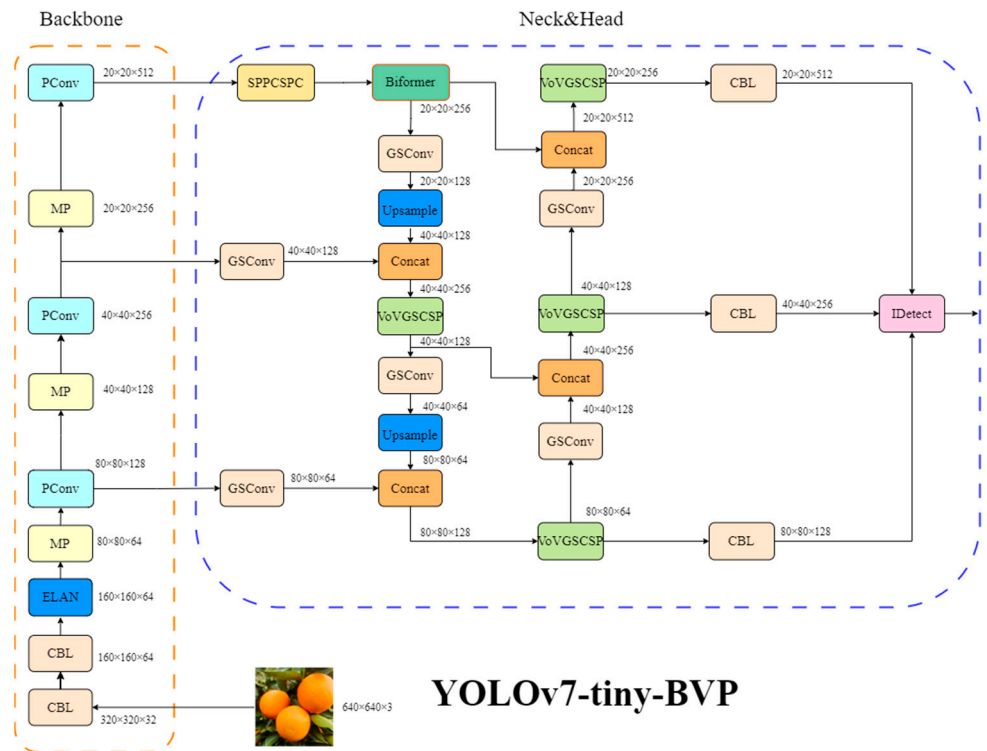 Backbone
Neck&Head
PConv
20×20×512
SPPCSPC
Biformer
20×20×256
VoVGSCSP
20×20×256
CBL
20×20×512
20×20×512
Concat
GSConv
20×20×128
20×20×256
MP
20×20×256
Upsample
GSConv
40×40×128
GSConv
40×40×128
Concat
40×40×256
40×40×128
PConv
40×40×256
VoVGSCSP
VoVGSCSP
CBL
40×40×256
IDetect
40×40×128
40×40×256
MP
40×40×128
GSConv
Concat
40×40×64
40×40×128
Upsample
GSConv
80×80×128
80×80×64
PConv
GSConv
80×80×64
Concat
80×80×64
80×80×128
MP
80×80×64
VoVGSCSP
CBL
80×80×128
ELAN
160×160×64
CBL
160×160×64
CBL
320×320×32
640×640×3
YOLOv7-tiny-BVP